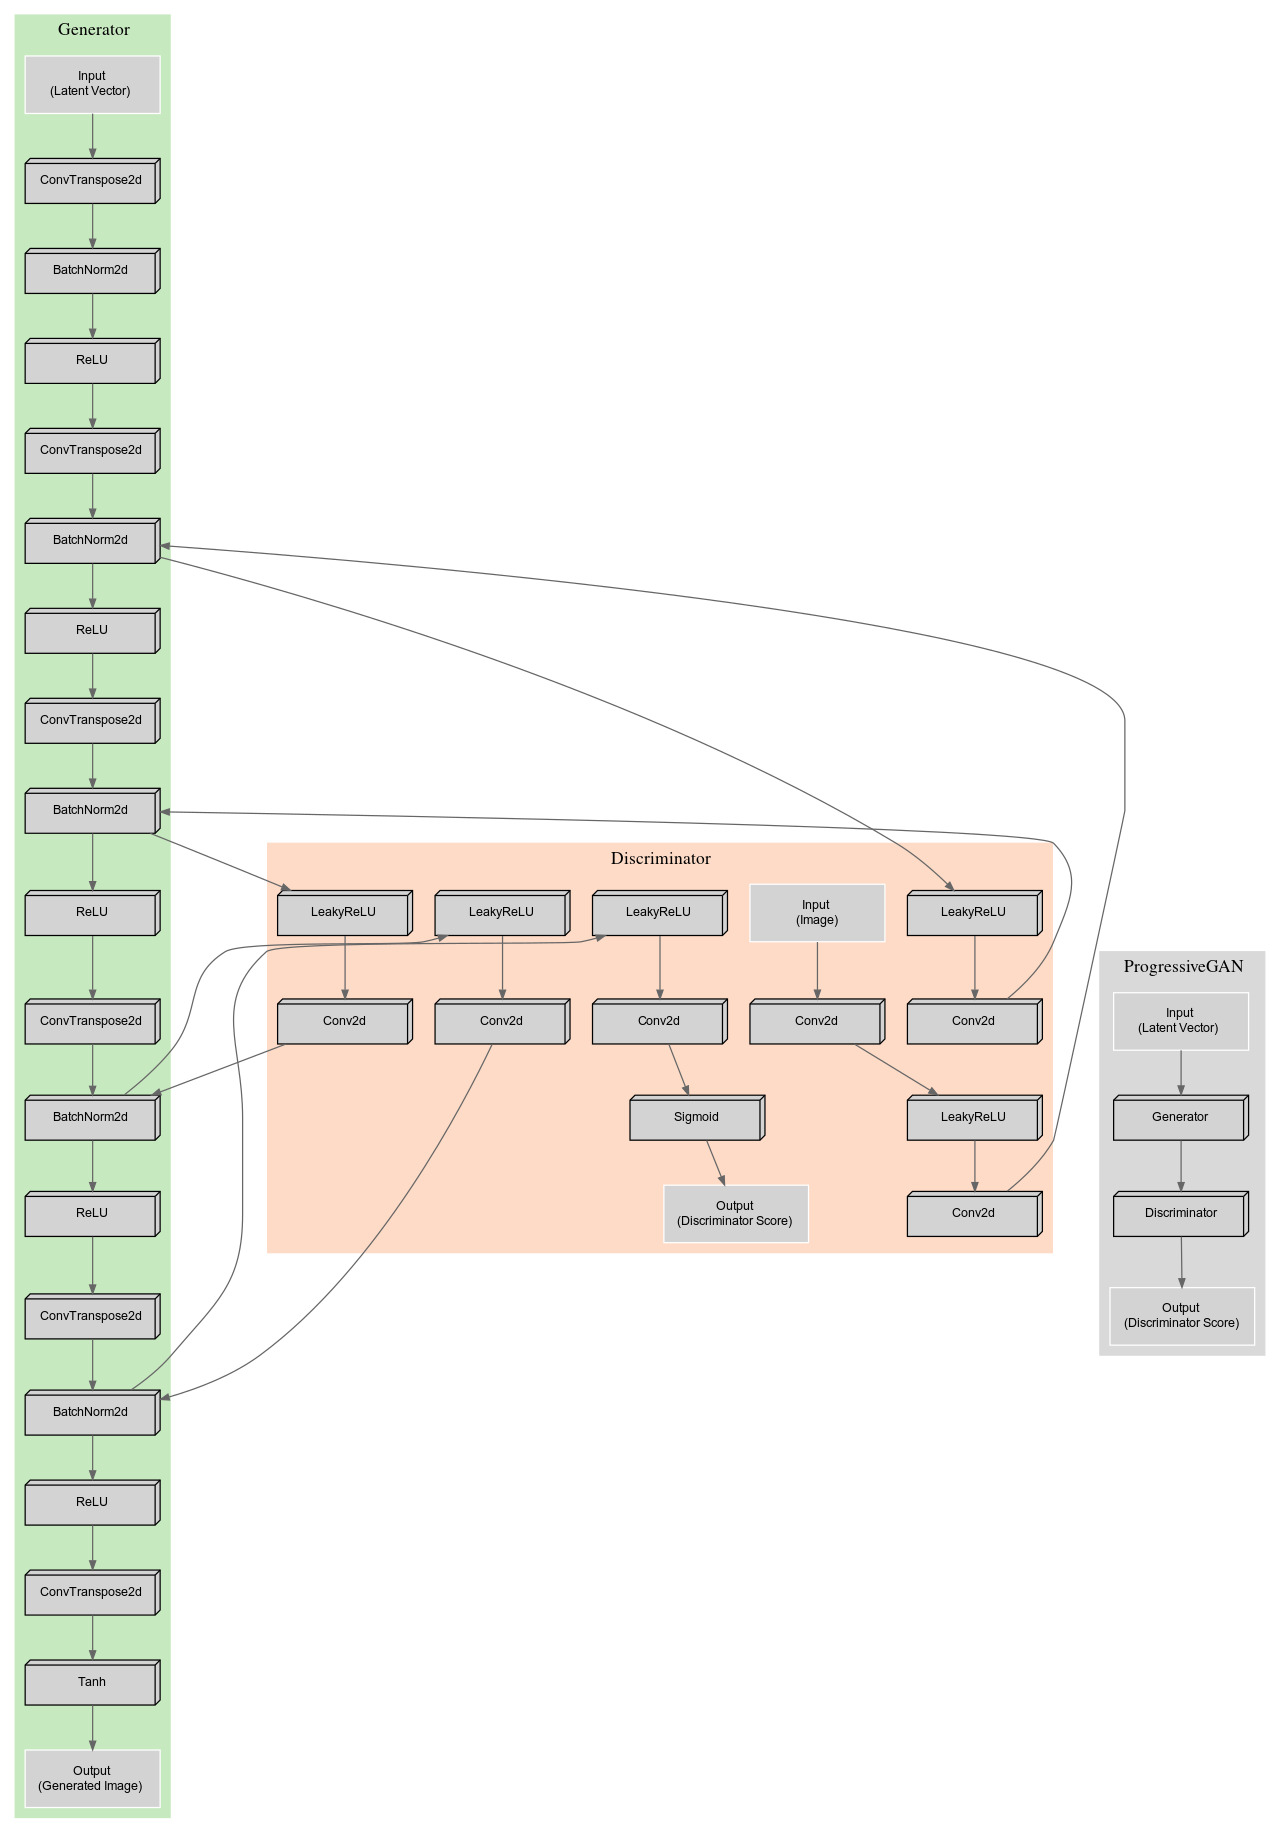 Generator
Input
(Latent Vector)
ConvTranspose2d
BatchNorm2d
ReLU
ConvTranspose2d
BatchNorm2d
ReLU
ConvTranspose2d
BatchNorm2d
ReLU
ConvTranspose2d
BatchNorm2d
ReLU
ConvTranspose2d
BatchNorm2d
ReLU
ConvTranspose2d
Tanh
Output
(Generated Image)
Discriminator
LeakyReLU
LeakyReLU
LeakyReLU
Input
(Image)
LeakyReLU
Conv2d
Conv2d
Conv2d
Conv2d
Conv2d
Sigmoid
LeakyReLU
Output
(Discriminator Score)
Conv2d
ProgressiveGAN
Input
(Latent Vector)
Generator
Discriminator
Output
(Discriminator Score)